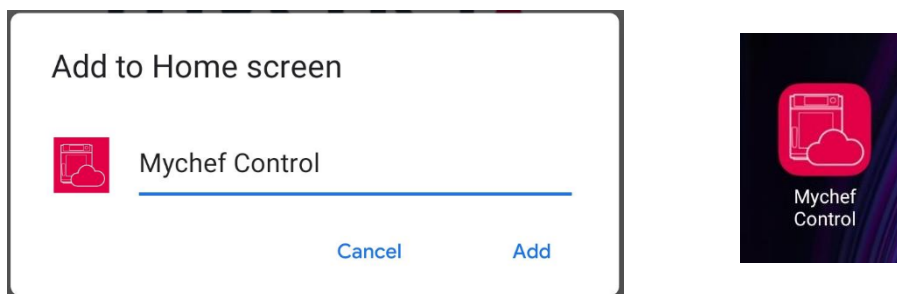 Add to Home screen
Mychef Control
Cancel Add
Mychef
Control